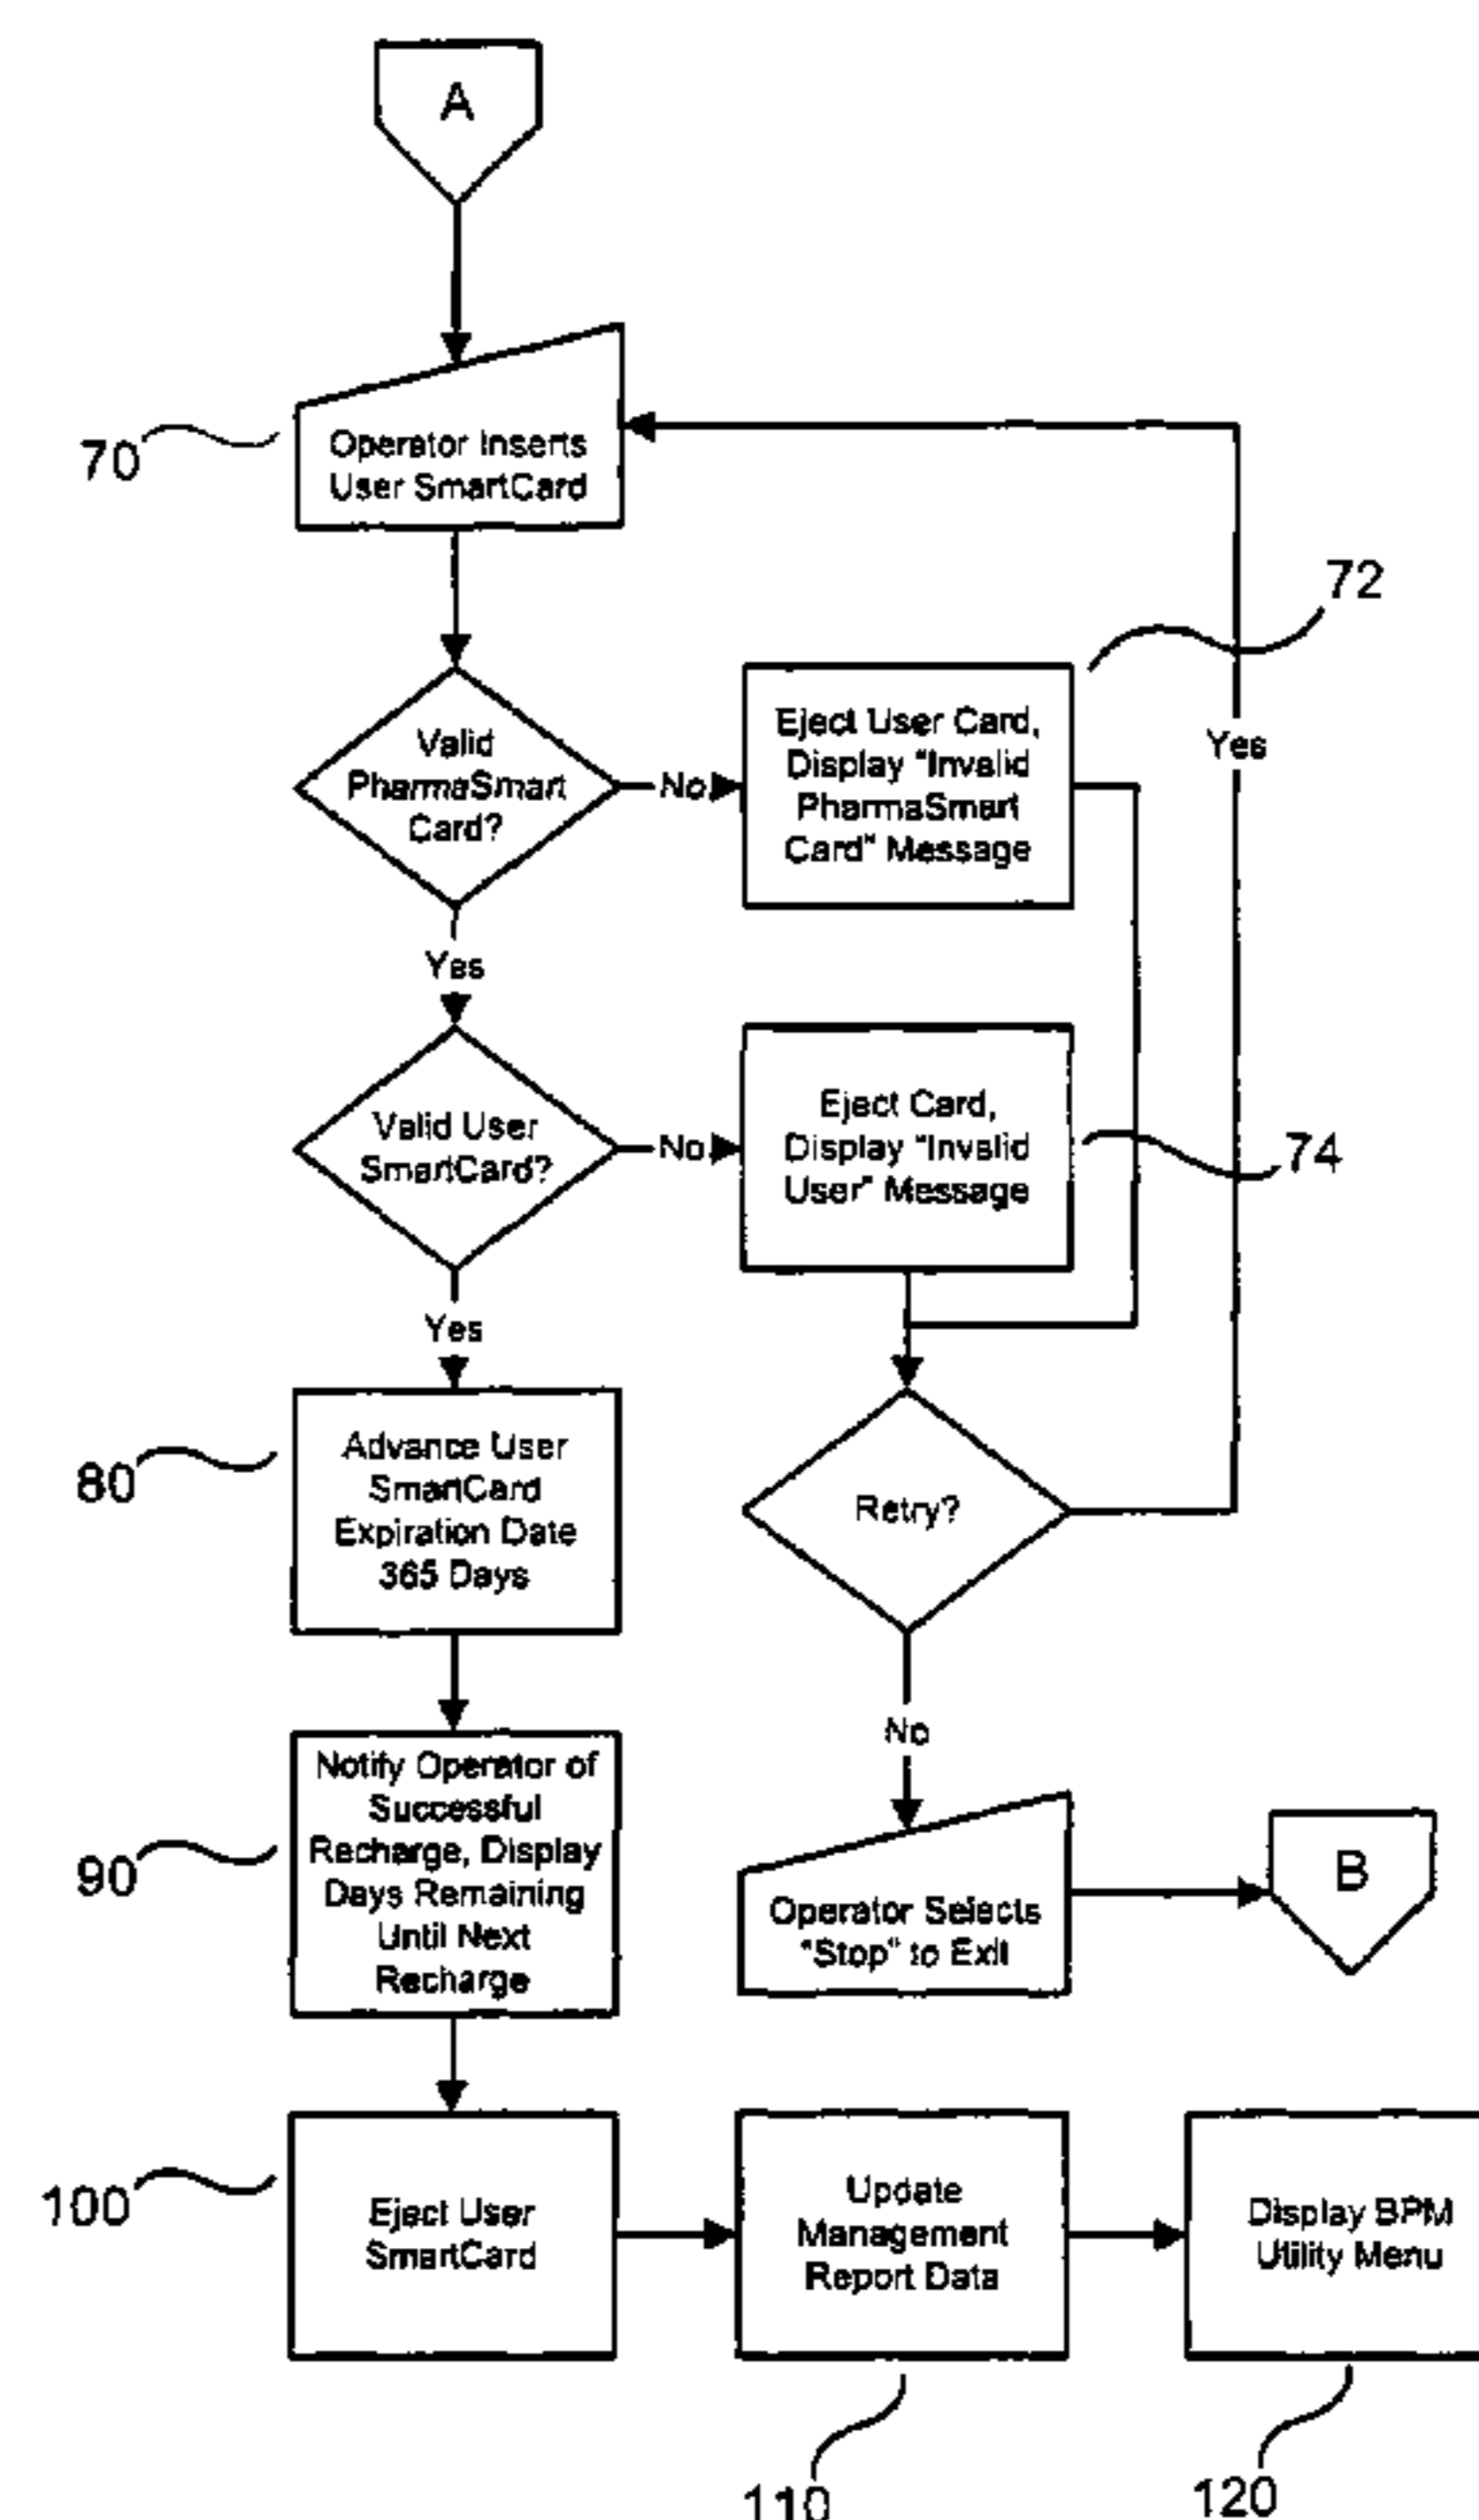 A
70
Operator Inserts
User SmartCard
72
Valid
PharmaSmart
Card?
No
Eject User Card,
Display "Invalid
PharmaSmart
Card" Message
Yes
Yes
Valid User
SmartCard?
No
Eject Card,
Display "Invalid
User" Message
74
Yes
80
Advance User
SmartCard
Expiration Date
365 Days
Retry?
No
90
Notify Operator of
Successful
Recharge, Display
Days Remaining
Until Next
Recharge
Operator Selects
"Stop" to Exit
B
100
Eject User
SmartCard
Update
Management
Report Data
Display BPM
Utility Menu
110
120